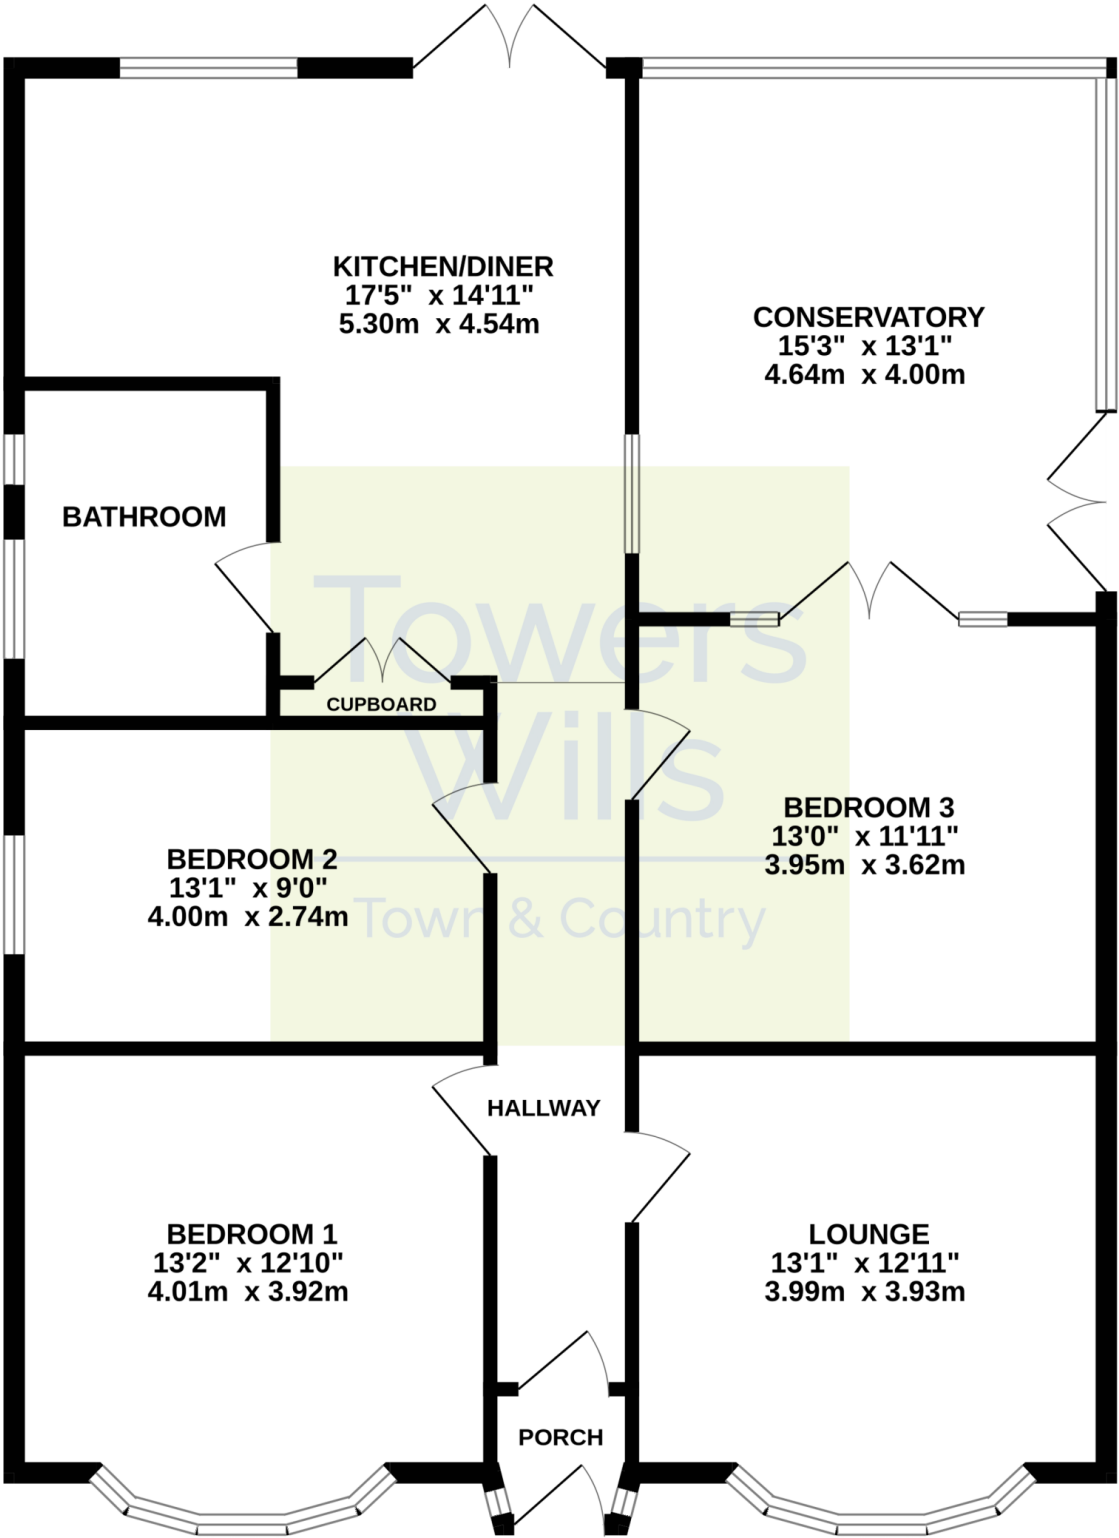 KITCHEN/DINER
17'5" x 14'11"
5.30m x 4.54m
CONSERVATORY
15'3" x 13'1"
4.64m x 4.00m
BATHROOM
Towers
CUPBOARD
Wills
BEDROOM 3
13'0" x 11'11"
3.95m x 3.62m
BEDROOM 2
13'1" x 9'0"
4.00m x 2.74m
Town & Country
HALLWAY
BEDROOM 1
13'2" x 12'10"
4.01m x 3.92m
LOUNGE
13'1" x 12'11"
3.99m x 3.93m
PORCH